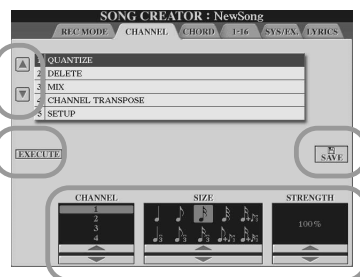 SONG CREATOR : NewSong
REC MODE CHANNEL CHORD 1-16 SYS/EX. LYRICS
1 QUANTIZE
2 DELETE
3 MIX
4 CHANNEL TRANSPOSE
5 SETUP
EXECUTE
SAVE
CHANNEL SIZE STRENGTH
1
2
3
4
100%